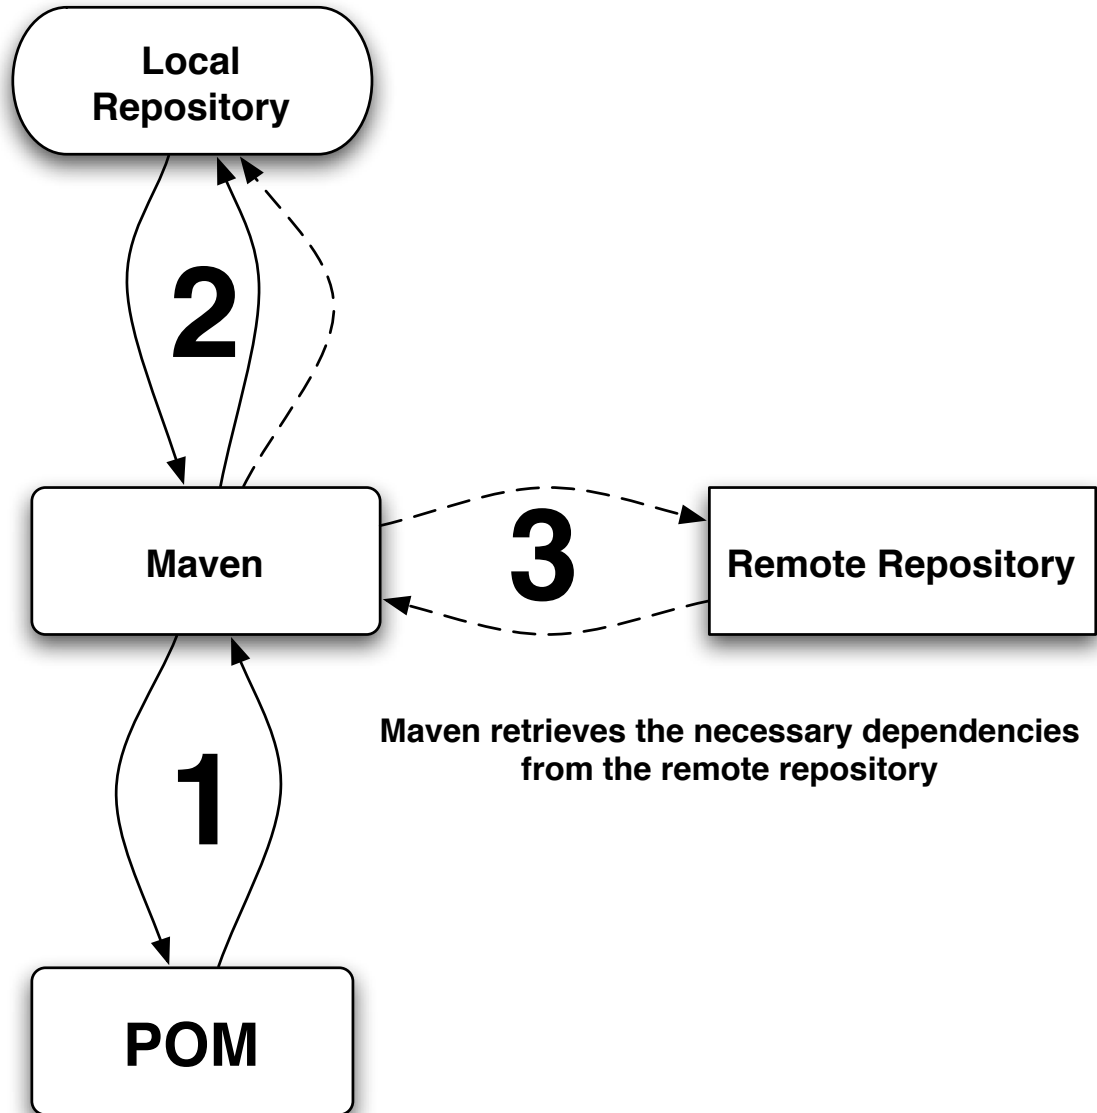 Local
Repository
2
Maven
3
Remote Repository
Maven retrieves the necessary dependencies
from the remote repository
1
POM